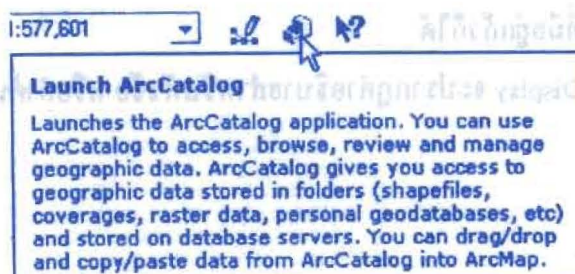 1:577,601
Launch ArcCatalog
Launches the ArcCatalog application. You can use
ArcCatalog to access, browse, review and manage
geographic data. ArcCatalog gives you access to
geographic data stored in folders (shapefiles,
coverages, raster data, personal geodatabases, etc)
and stored on database servers. You can drag/drop
and copy/paste data from ArcCatalog into ArcMap.